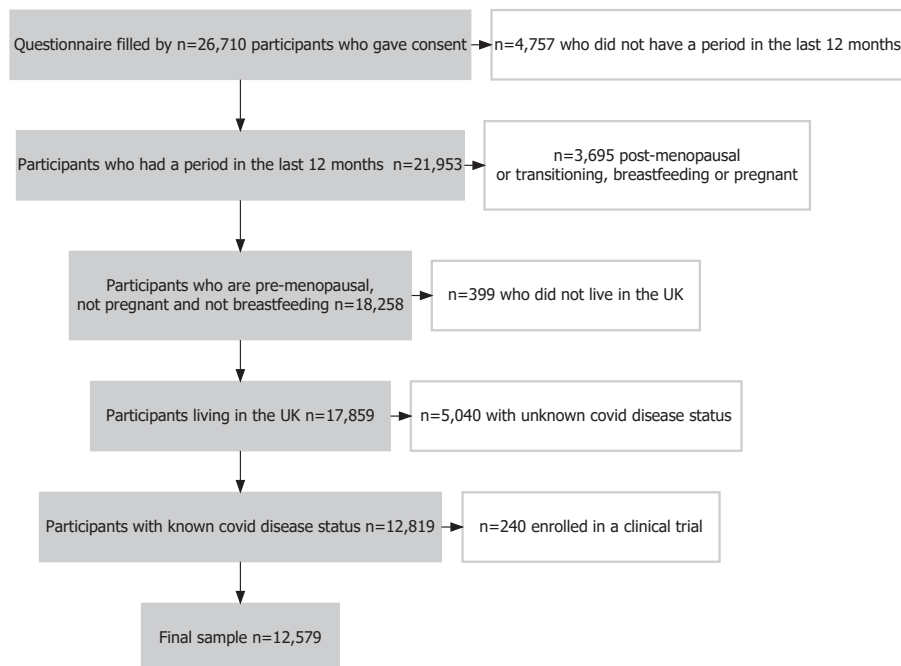 Questionnaire filled by n=26,710 participants who gave consent
n=4,757 who did not have a period in the last 12 months
Participants who had a period in the last 12 months n=21,953
n=3,695 post-menopausal
or transitioning, breastfeeding or pregnant
Participants who are pre-menopausal,
not pregnant and not breastfeeding n=18,258
n=399 who did not live in the UK
Participants living in the UK n=17,859
n=5,040 with unknown covid disease status
Participants with known covid disease status n=12,819
n=240 enrolled in a clinical trial
Final sample n=12,579